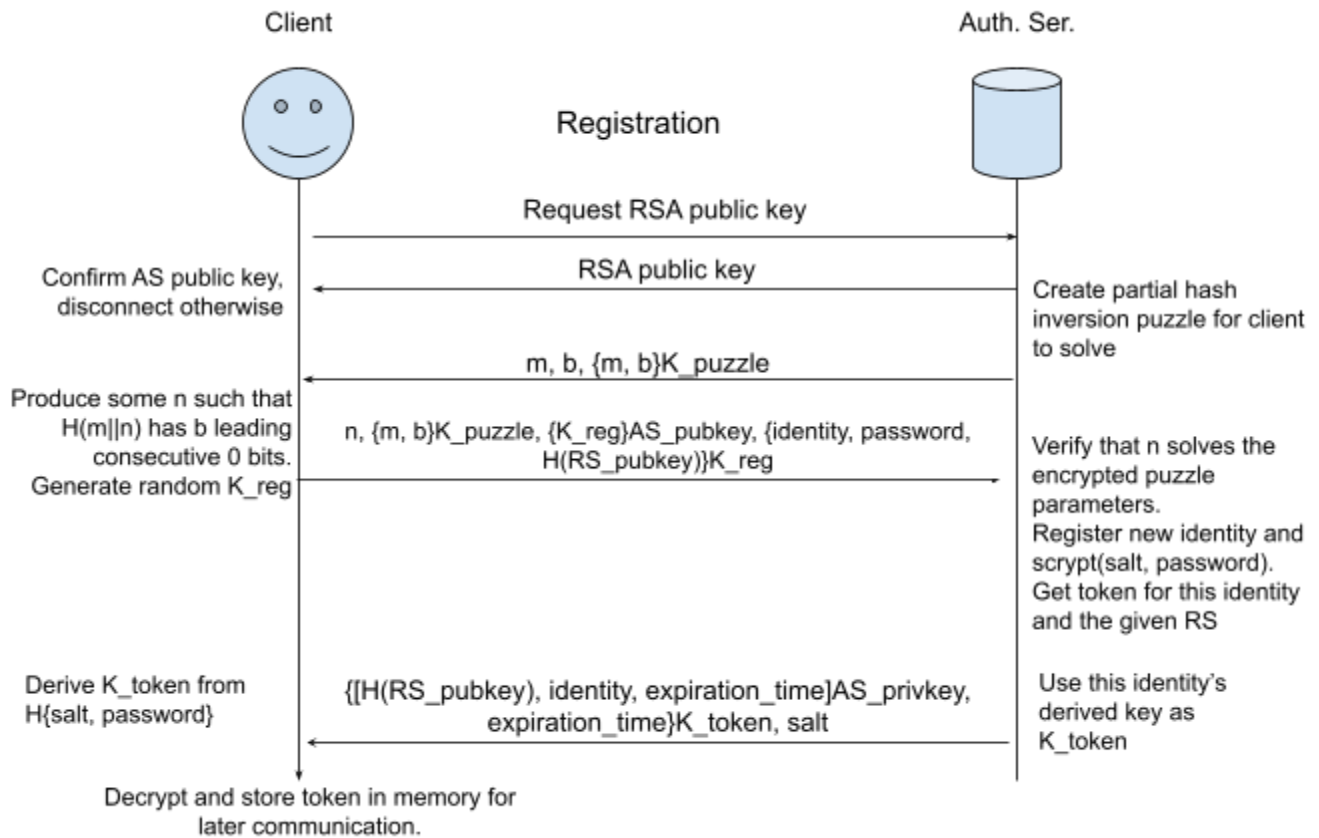 Client
Auth. Ser.
Registration
Request RSA public key
RSA public key
Confirm AS public key,
disconnect otherwise
Create partial hash
inversion puzzle for client
to solve
m, b, {m, b}K_puzzle
Produce some n such that
H(m||n) has b leading
consecutive 0 bits.
Generate random K_reg
n, {m, b}K_puzzle, {K_reg}AS_pubkey, {identity, password,
H(RS_pubkey)}K_reg
Verify that n solves the
encrypted puzzle
parameters.
Register new identity and
scrypt(salt, password).
Get token for this identity
and the given RS
Derive K_token from
H{salt, password}
{[H(RS_pubkey), identity, expiration_time]AS_privkey,
expiration_time}K_token, salt
Use this identity's
derived key as
K_token
Decrypt and store token in memory for
later communication.